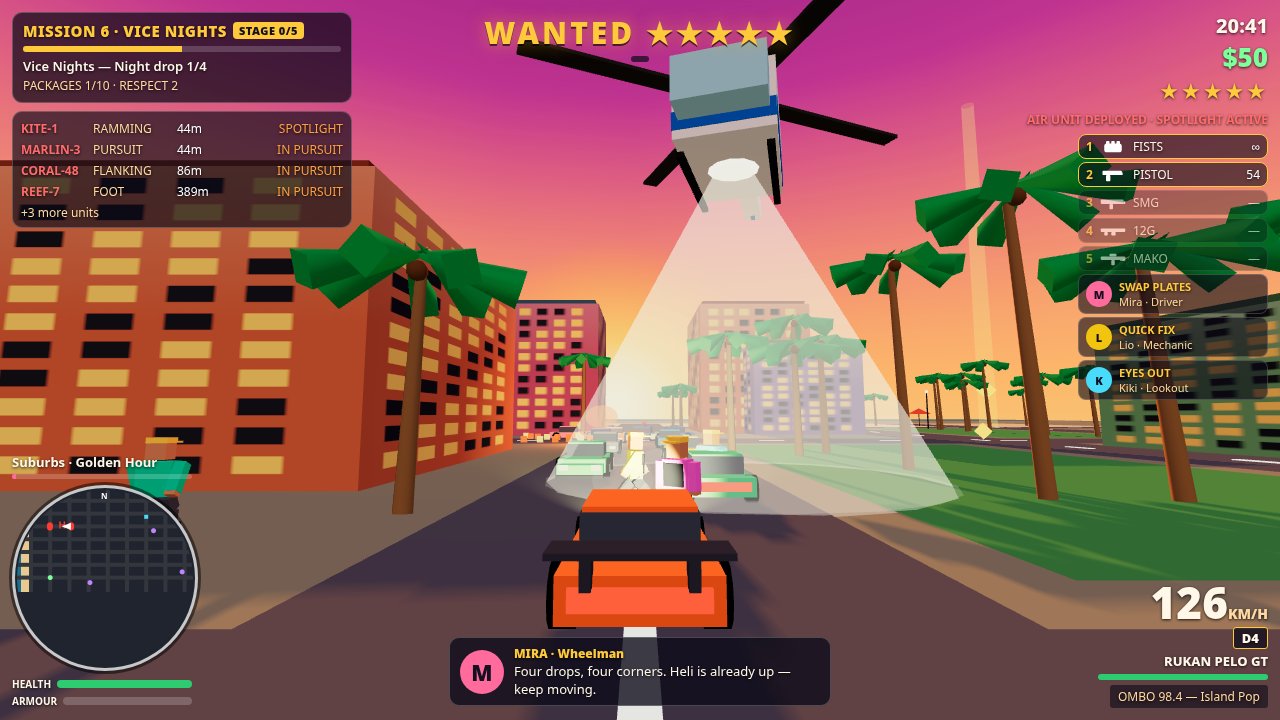 MISSION 6 · VICE NIGHTS STAGE 0/5
Vice Nights — Night drop 1/4
PACKAGES 1/10 · RESPECT 2
KITE-1 RAMMING 44m SPOTLIGHT
MARLIN-3 PURSUIT 44m IN PURSUIT
CORAL-48 FLANKING 86m IN PURSUIT
REEF-7 FOOT 389m IN PURSUIT
+3 more units
WANTED ★★★★★
20:41
$50
★★★★★
AIR UNIT DEPLOYED · SPOTLIGHT ACTIVE
1 FISTS ∞
2 PISTOL 54
3 SMG —
4 12G —
5 MAKO —
M SWAP PLATES
Mira · Driver
L QUICK FIX
Lio · Mechanic
K EYES OUT
Kiki · Lookout
Suburbs · Golden Hour
N
HEALTH
ARMOUR
M MIRA · Wheelman
Four drops, four corners. Heli is already up —
keep moving.
126 KM/H
D4
RUKAN PELO GT
OMBO 98.4 — Island Pop